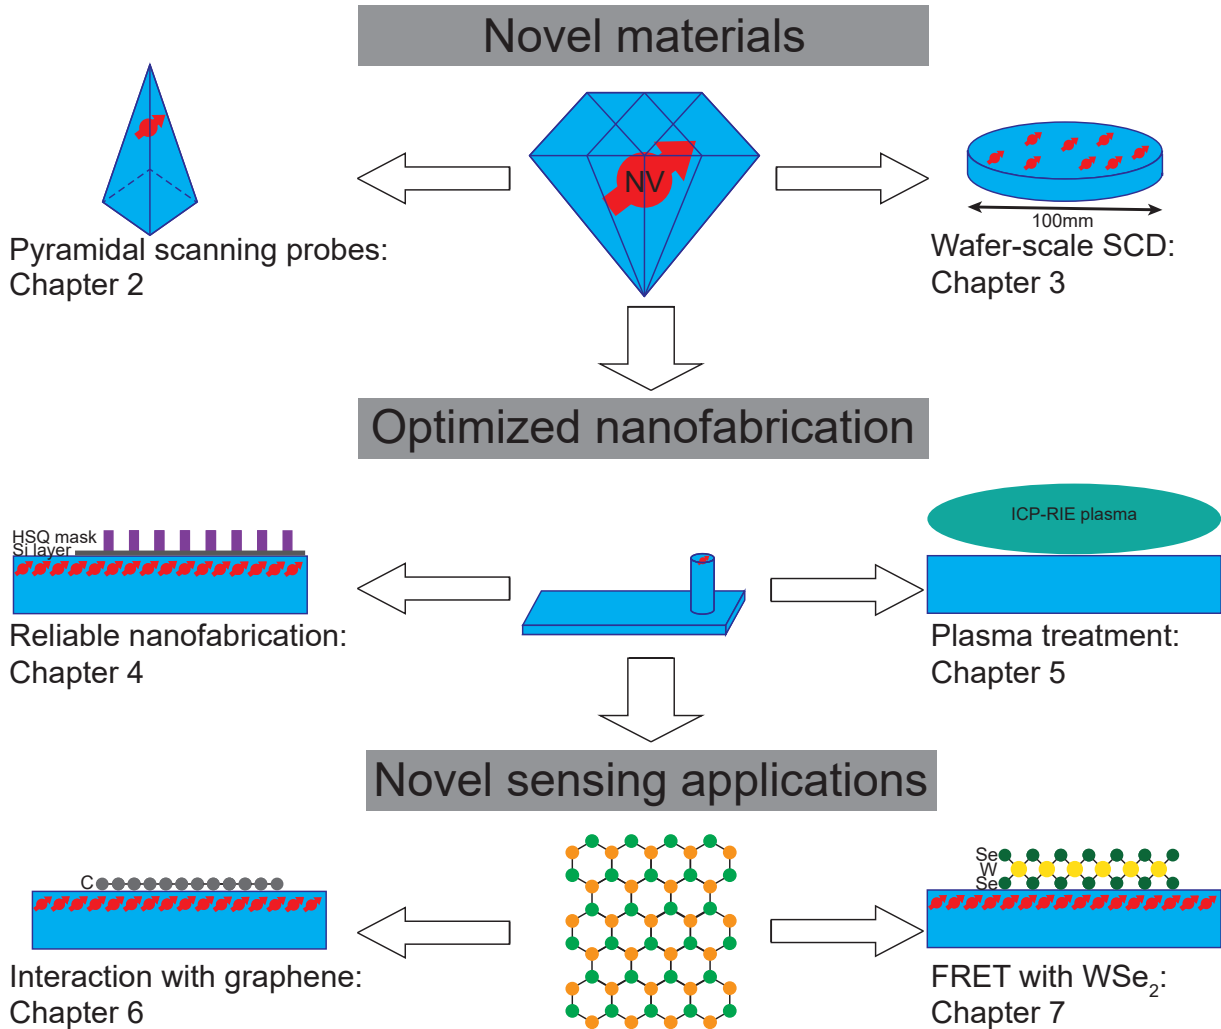 Novel materials
NV
100mm
Pyramidal scanning probes:
Chapter 2
Wafer-scale SCD:
Chapter 3
Optimized nanofabrication
HSQ mask
Si layer
ICP-RIE plasma
Reliable nanofabrication:
Chapter 4
Plasma treatment:
Chapter 5
Novel sensing applications
C
Se
W
Se
Interaction with graphene:
Chapter 6
FRET with WSe₂:
Chapter 7